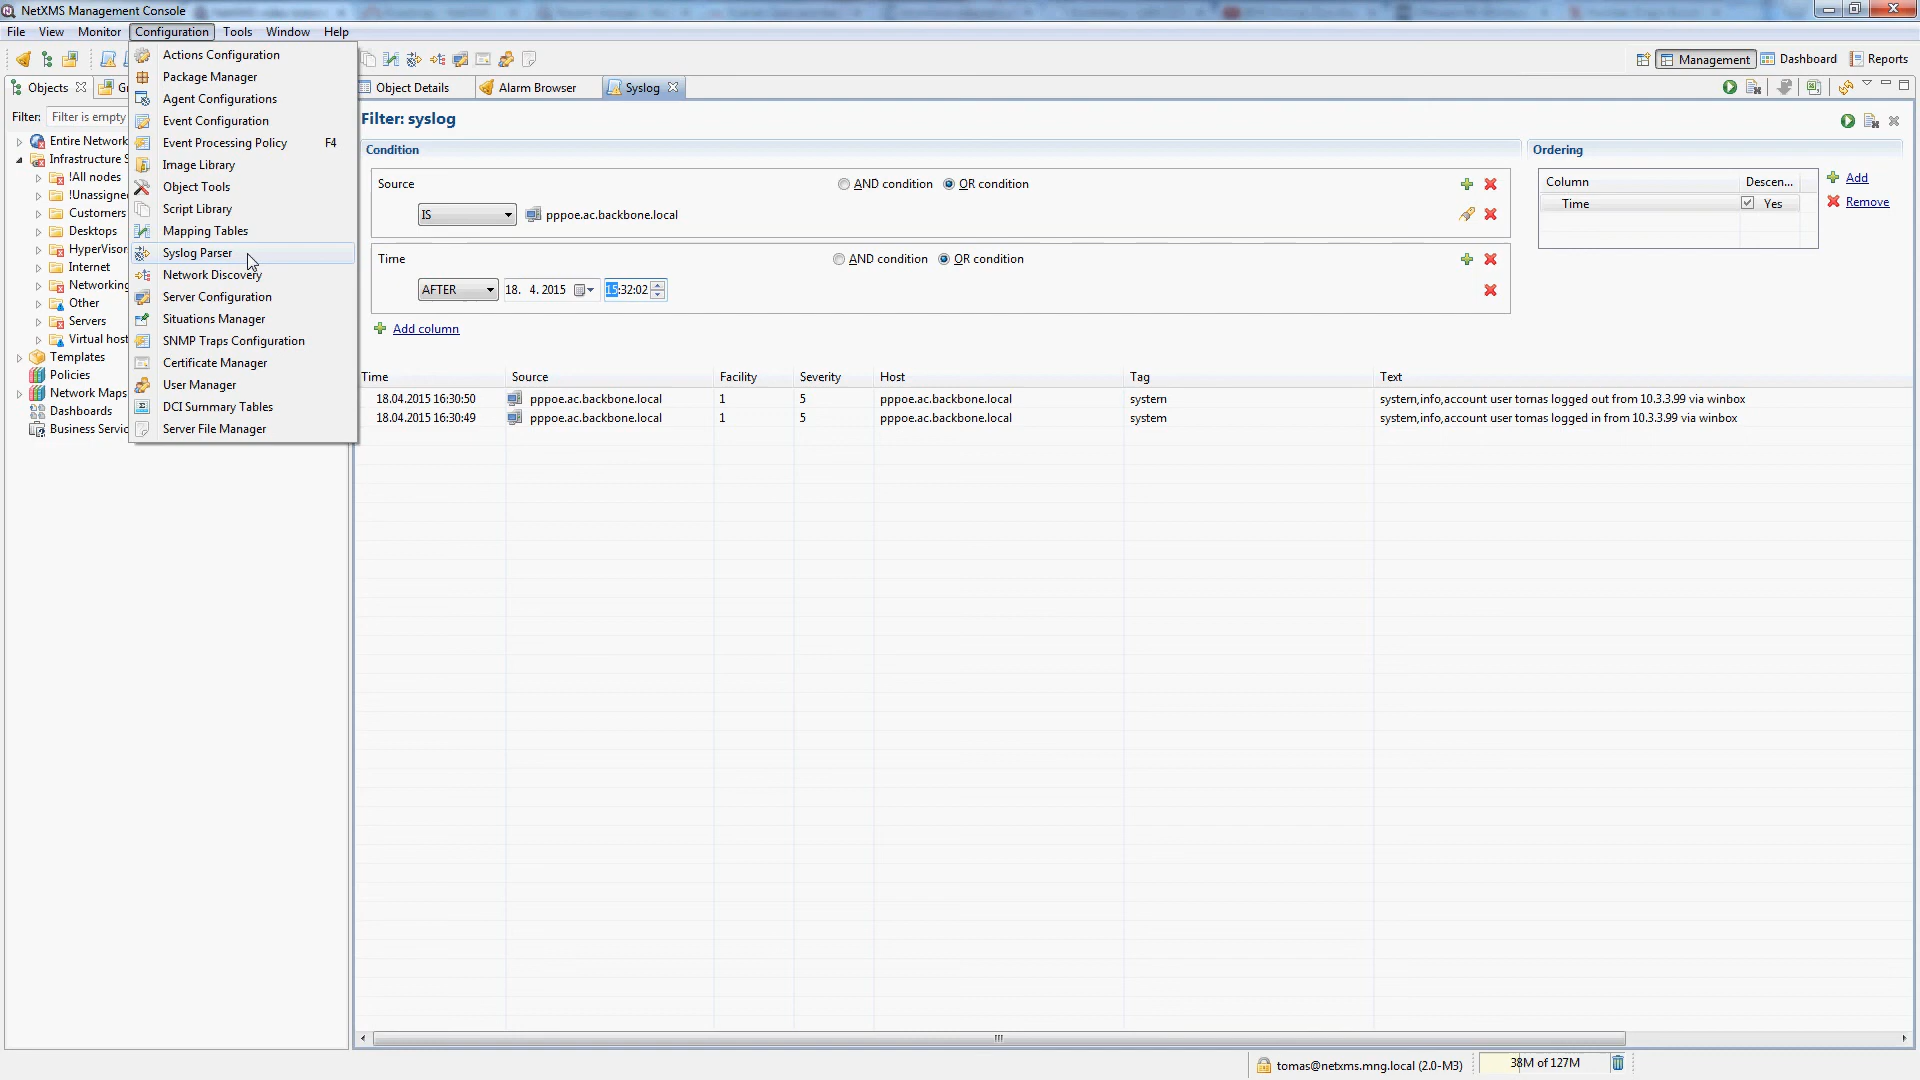 NetXMS Management Console
File View Monitor Configuration Tools Window Help
Management Dashboard Reports
Objects
Object Details Alarm Browser Syslog
Filter: Filter is empty
Entire Network
Infrastructure S
!All nodes
!Unassigne
Customers
Desktops
HyperVisor
Internet
Networking
Other
Servers
Virtual host
Templates
Policies
Network Maps
Dashboards
Business Servic
Actions Configuration
Package Manager
Agent Configurations
Event Configuration
Event Processing Policy F4
Image Library
Object Tools
Script Library
Mapping Tables
Syslog Parser
Network Discovery
Server Configuration
Situations Manager
SNMP Traps Configuration
Certificate Manager
User Manager
DCI Summary Tables
Server File Manager
Filter: syslog
Condition
Source AND condition OR condition
IS pppoe.ac.backbone.local
Time AND condition OR condition
AFTER 18. 4. 2015 15:32:02
Add column
Ordering
Column Descen...
Time Yes
Add
Remove
Time Source Facility Severity Host Tag Text
18.04.2015 16:30:50 pppoe.ac.backbone.local 1 5 pppoe.ac.backbone.local system system,info,account user tomas logged out from 10.3.3.99 via winbox
18.04.2015 16:30:49 pppoe.ac.backbone.local 1 5 pppoe.ac.backbone.local system system,info,account user tomas logged in from 10.3.3.99 via winbox
tomas@netxms.mng.local (2.0-M3) 38M of 127M